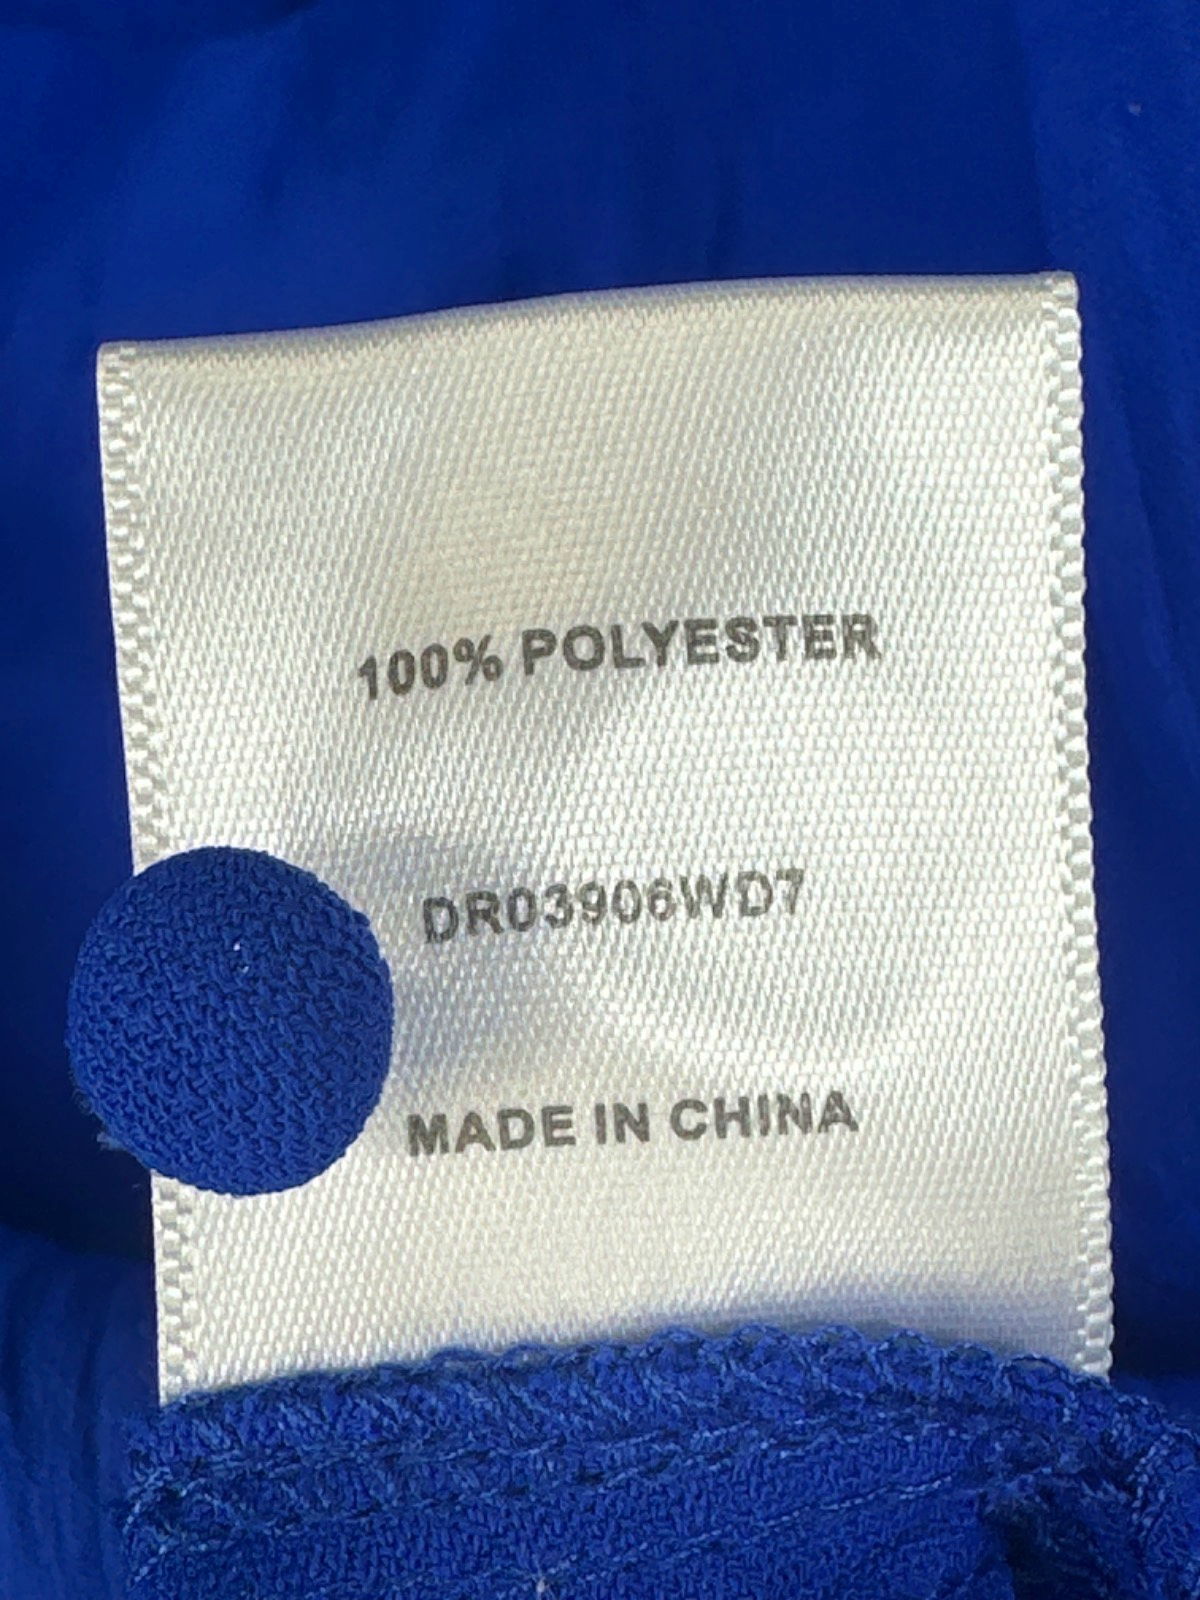 100% POLYESTER
DR03906WD7
MADE IN CHINA